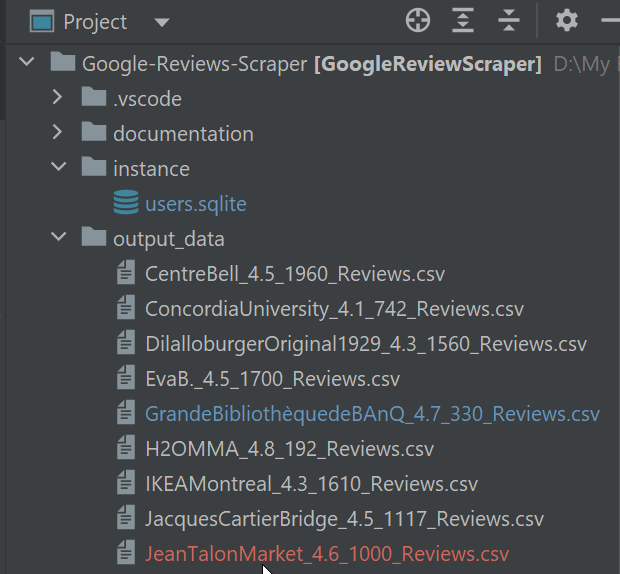 Project
Google-Reviews-Scraper [GoogleReviewScraper] D:\My
.vscode
documentation
instance
users.sqlite
output_data
CentreBell_4.5_1960_Reviews.csv
ConcordiaUniversity_4.1_742_Reviews.csv
DilalloburgerOriginal1929_4.3_1560_Reviews.csv
EvaB._4.5_1700_Reviews.csv
GrandeBibliothèquedeBAnQ_4.7_330_Reviews.csv
H2OMMA_4.8_192_Reviews.csv
IKEAMontreal_4.3_1610_Reviews.csv
JacquesCartierBridge_4.5_1117_Reviews.csv
JeanTalonMarket_4.6_1000_Reviews.csv